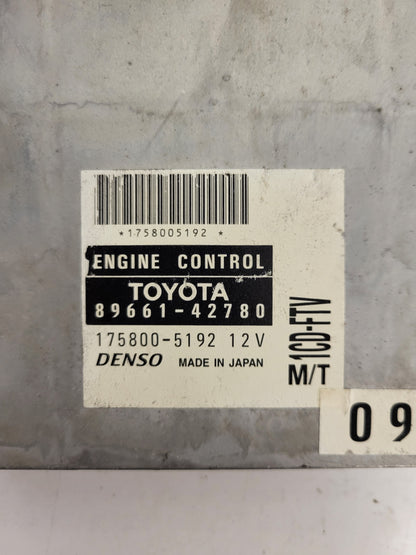 *1758005192*
ENGINE CONTROL
TOYOTA
89661-42780
175800-5192 12V
DENSO MADE IN JAPAN
1CD-FTV
M/T
09